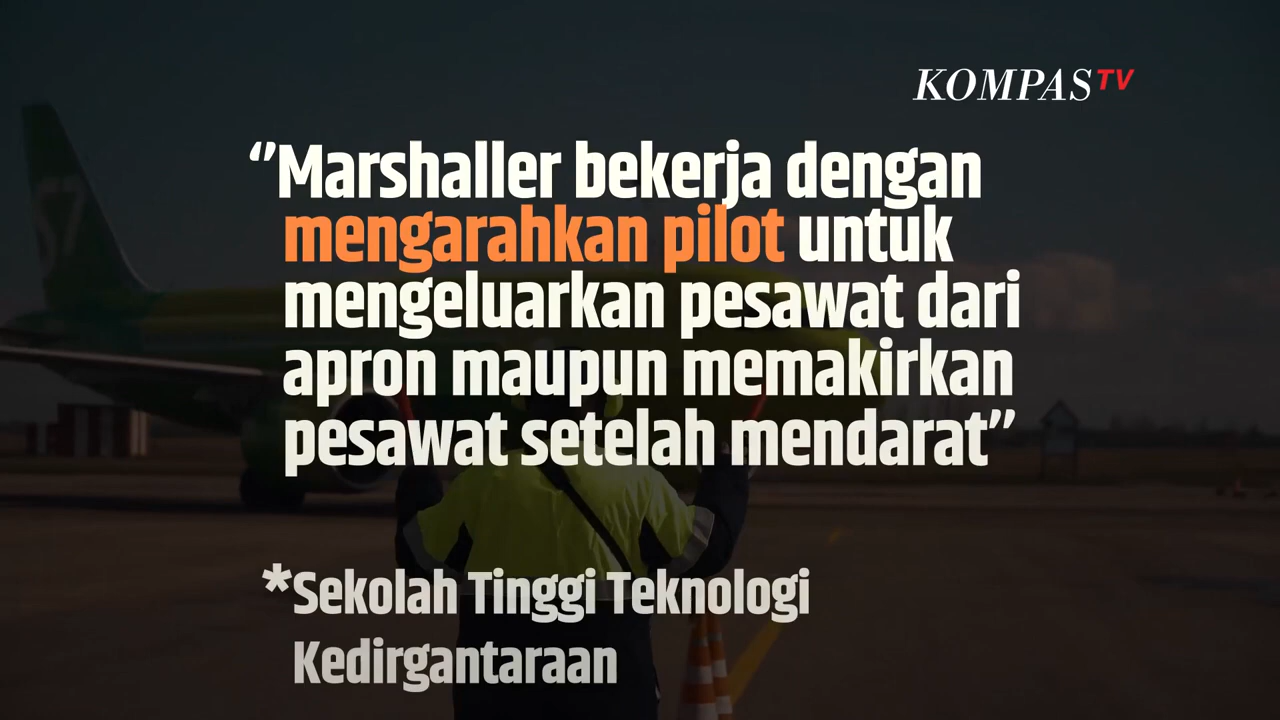 KOMPASTV
‘’Marshaller bekerja dengan
mengarahkan pilot untuk
mengeluarkan pesawat dari
apron maupun memakirkan
pesawat setelah mendarat’’
*Sekolah Tinggi Teknologi
Kedirgantaraan